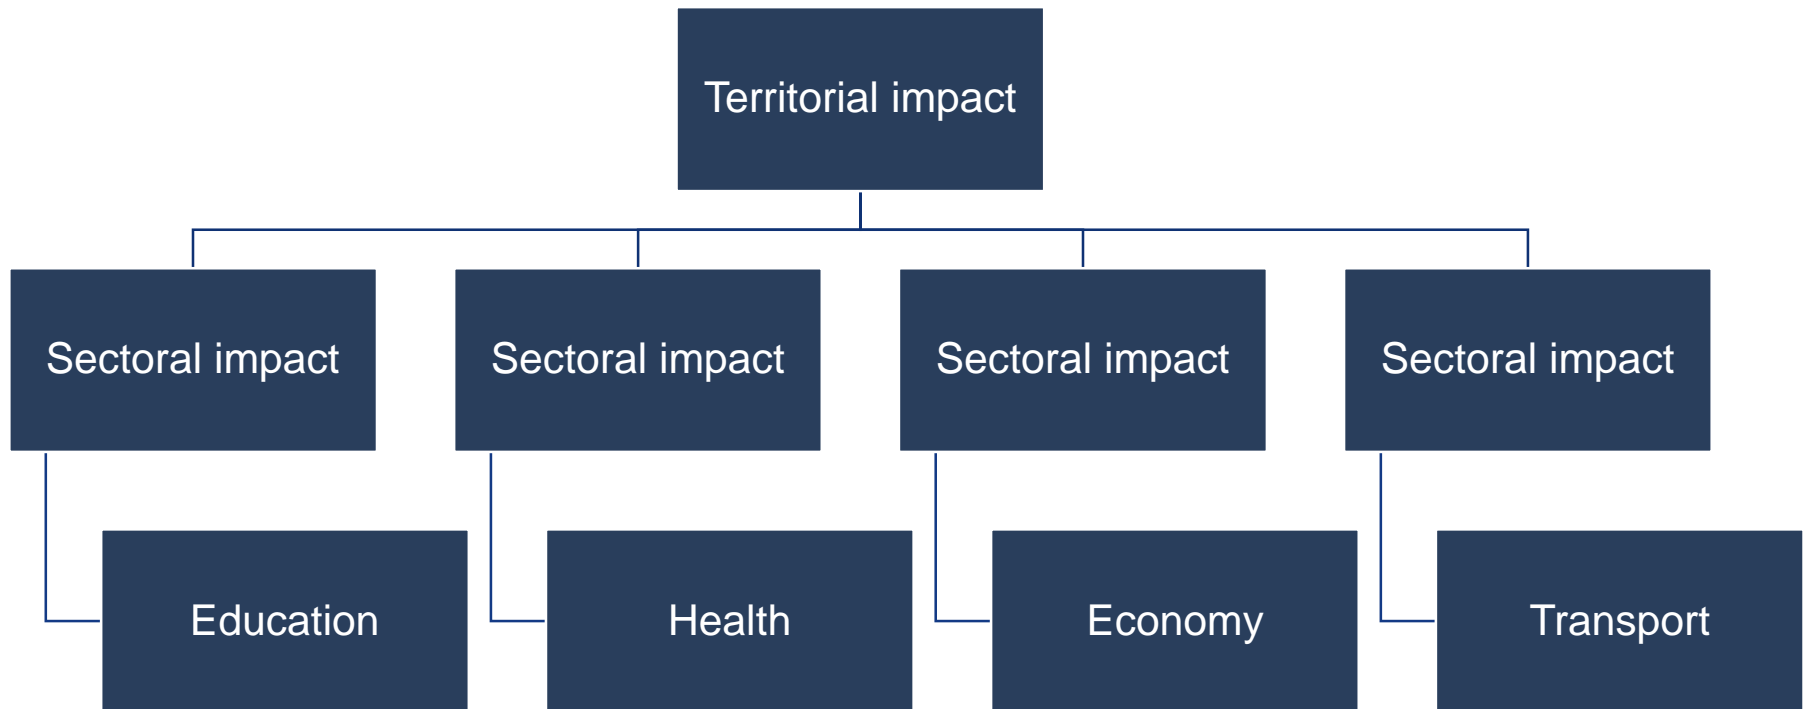 Territorial impact
Sectoral impact
Sectoral impact
Sectoral impact
Sectoral impact
Education
Health
Economy
Transport